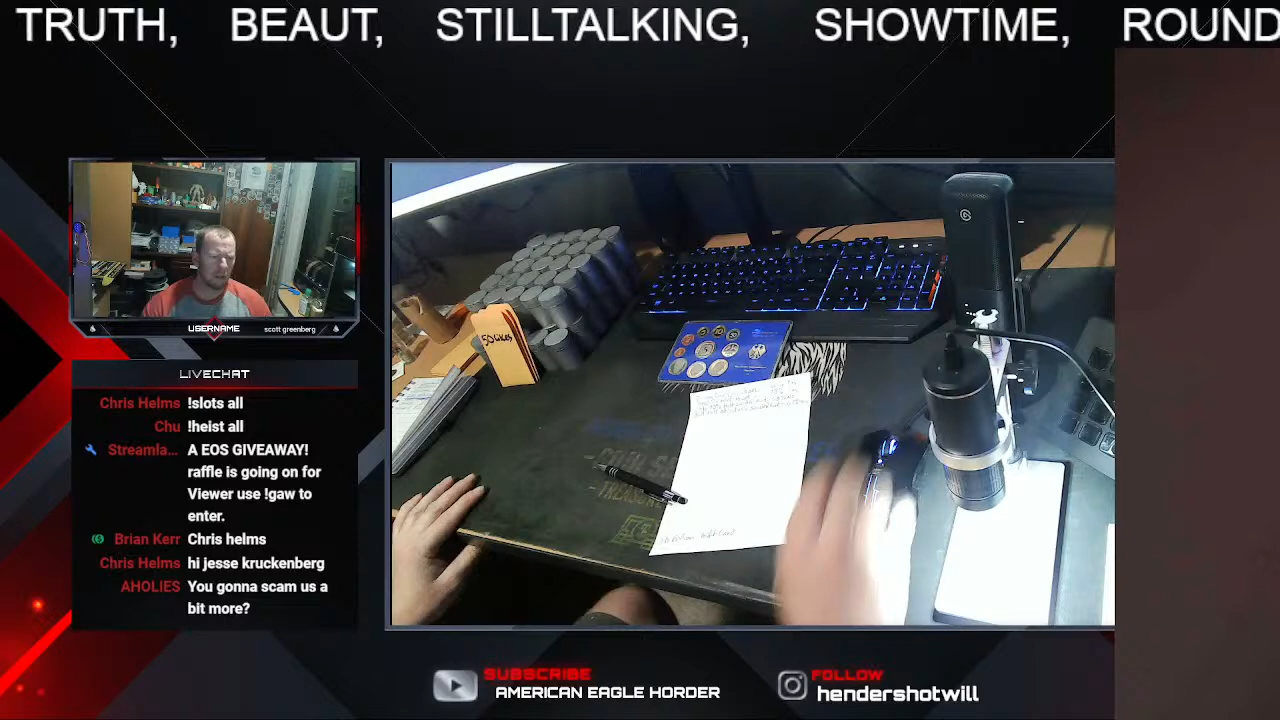 TRUTH, BEAUT, STILLTALKING, SHOWTIME, ROUND
USERNAME
scott greenberg
LIVECHAT
Chris Helms !slots all
Chu !heist all
Streamla... A EOS GIVEAWAY!
raffle is going on for
Viewer use !gaw to
enter.
Brian Kerr Chris helms
Chris Helms hi jesse kruckenberg
AHOLIES You gonna scam us a
bit more?
SUBSCRIBE
AMERICAN EAGLE HORDER
FOLLOW
hendershotwill